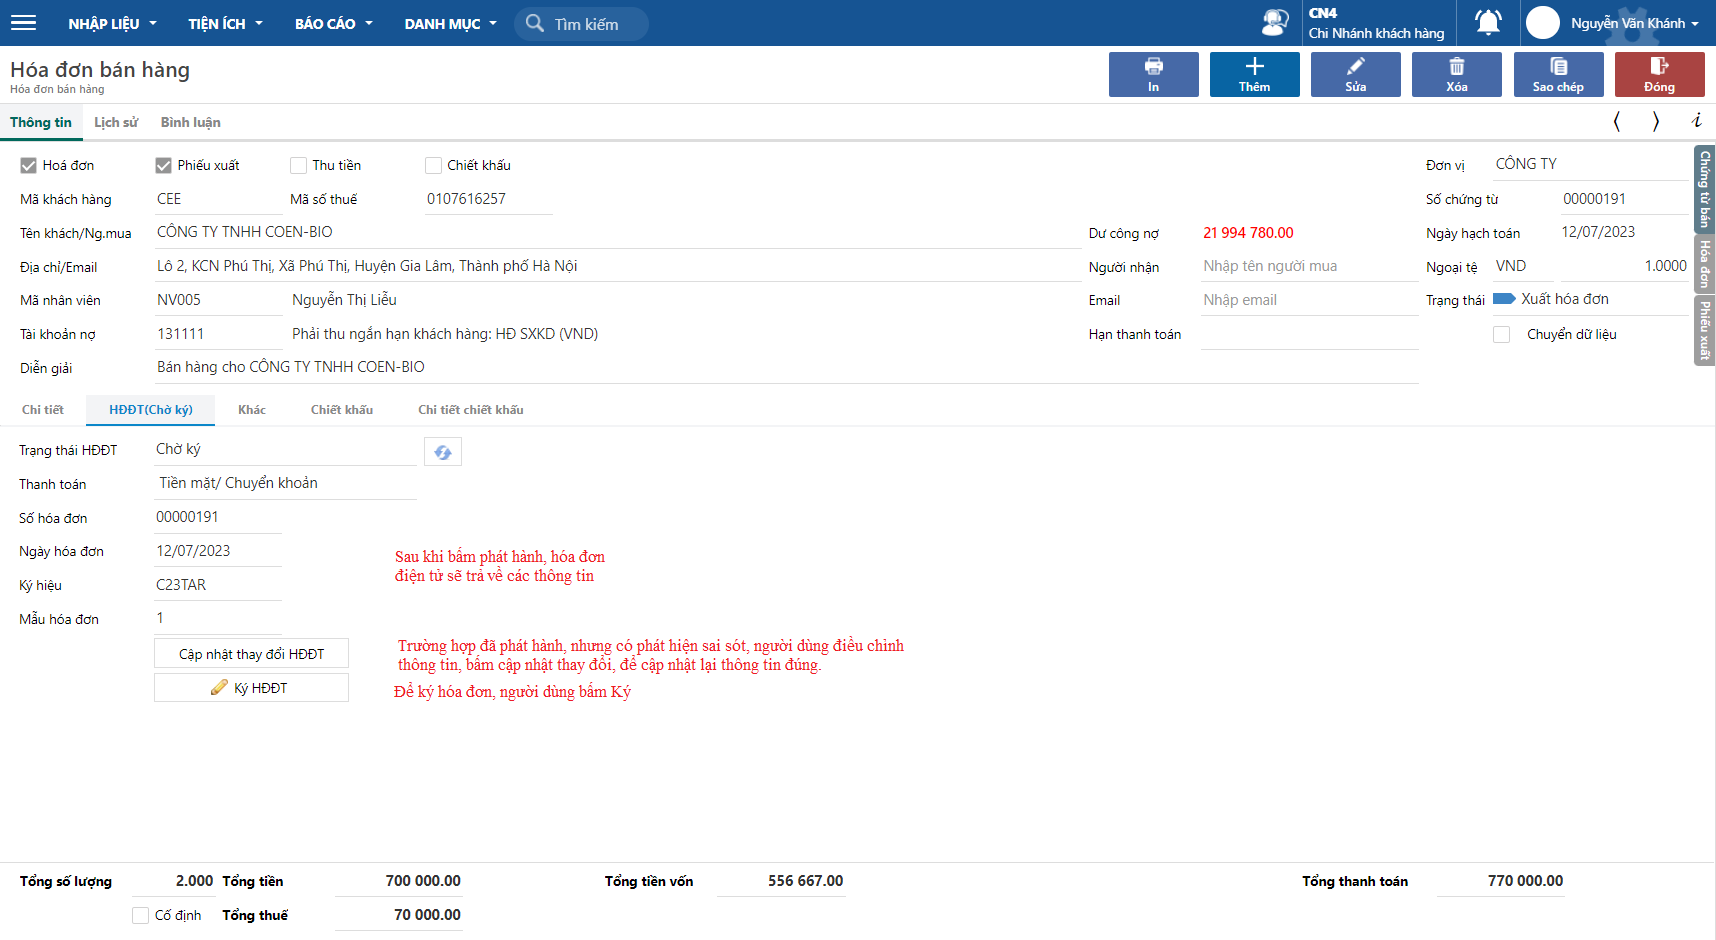 NHẬP LIỆU TIỆN ÍCH BÁO CÁO DANH MỤC Tìm kiếm CN4
Chi Nhánh khách hàng Nguyễn Văn Khánh
Hóa đơn bán hàng
Hóa đơn bán hàng
In Thêm Sửa Xóa Sao chép Đóng
Thông tin Lịch sử Bình luận i
Hoá đơn Phiếu xuất Thu tiền Chiết khấu Đơn vị CÔNG TY
Mã khách hàng CEE Mã số thuế 0107616257 Số chứng từ 00000191
Tên khách/Ng.mua CÔNG TY TNHH COEN-BIO Dư công nợ 21 994 780.00 Ngày hạch toán 12/07/2023
Địa chỉ/Email Lô 2, KCN Phú Thị, Xã Phú Thị, Huyện Gia Lâm, Thành phố Hà Nội Người nhận Nhập tên người mua Ngoại tệ VND 1.0000
Mã nhân viên NV005 Nguyễn Thị Liễu Email Nhập email Trạng thái Xuất hóa đơn
Tài khoản nợ 131111 Phải thu ngắn hạn khách hàng: HĐ SXKD (VND) Hạn thanh toán Chuyển dữ liệu
Diễn giải Bán hàng cho CÔNG TY TNHH COEN-BIO
Chứng từ bán
Hóa đơn
Phiếu xuất
Chi tiết HĐĐT(Chờ ký) Khác Chiết khấu Chi tiết chiết khấu
Trạng thái HĐĐT Chờ ký
Thanh toán Tiền mặt/ Chuyển khoản
Số hóa đơn 00000191
Ngày hóa đơn 12/07/2023
Sau khi bấm phát hành, hóa đơn
điện tử sẽ trả về các thông tin
Ký hiệu C23TAR
Mẫu hóa đơn 1
Cập nhật thay đổi HĐĐT
Trường hợp đã phát hành, nhưng có phát hiện sai sót, người dùng điều chỉnh
thông tin, bấm cập nhật thay đổi, để cập nhật lại thông tin đúng.
Ký HĐĐT
Để ký hóa đơn, người dùng bấm Ký
Tổng số lượng 2.000 Tổng tiền 700 000.00 Tổng tiền vốn 556 667.00 Tổng thanh toán 770 000.00
Cố định Tổng thuế 70 000.00